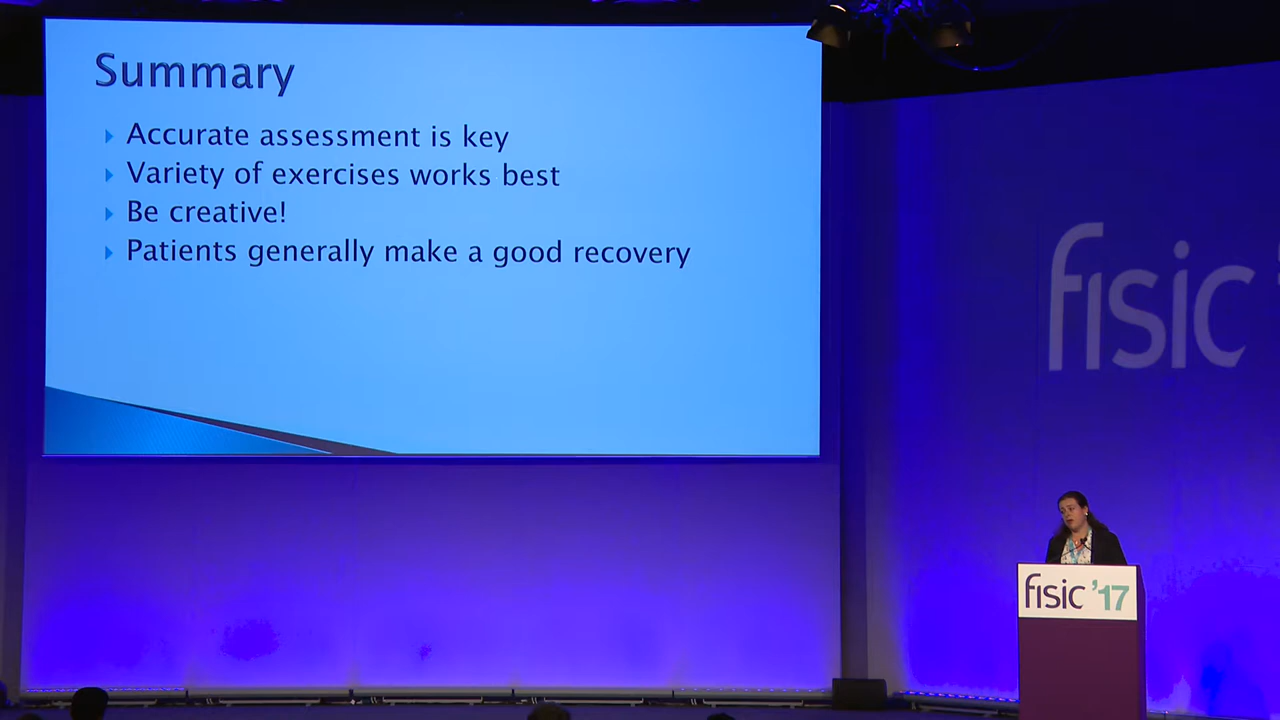 Summary
Accurate assessment is key
Variety of exercises works best
Be creative!
Patients generally make a good recovery
fisic
fisic '17